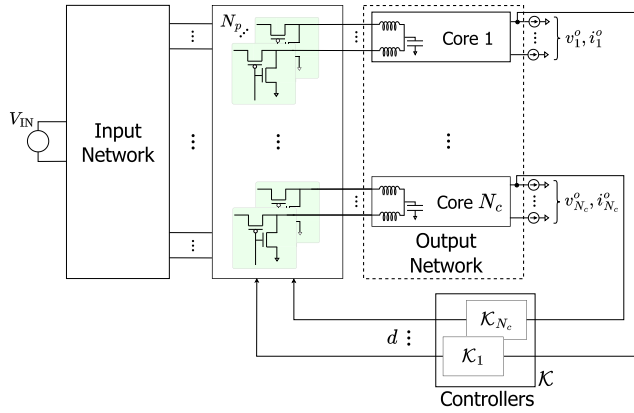 N_p
Core 1
v_1^o, i_1^o
V_IN
Input
Network
Core N_c
v_{N_c}^o, i_{N_c}^o
Output
Network
d
𝒦_{N_c}
𝒦_1
𝒦
Controllers